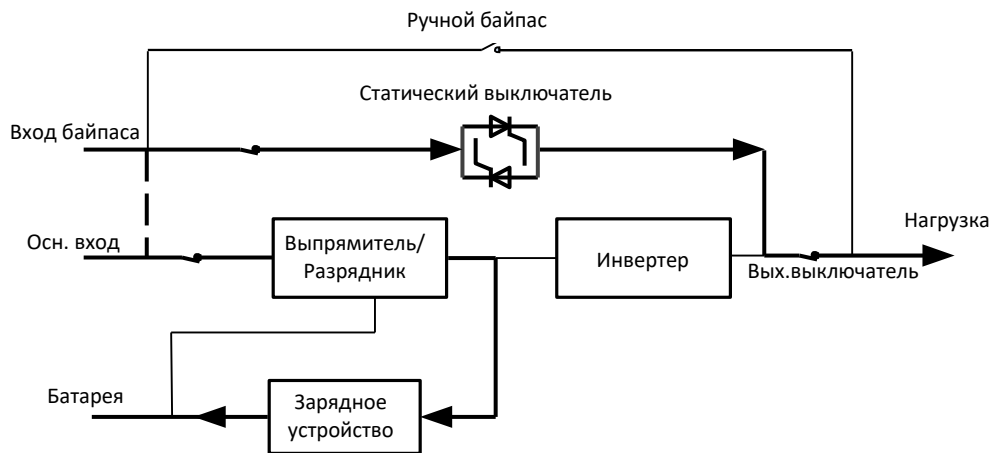 Ручной байпас
Статический выключатель
Вход байпаса
Нагрузка
Осн. вход
Выпрямитель/
Разрядник
Инвертер
Вых.выключатель
Батарея
Зарядное
устройство